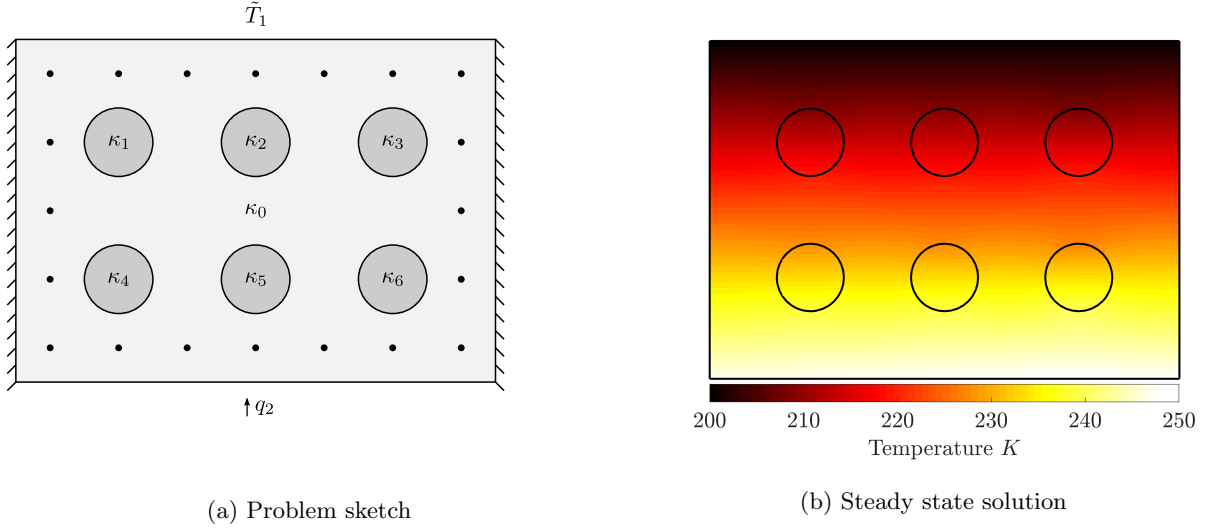 T̃₁
κ₁ κ₂ κ₃
κ₀
κ₄ κ₅ κ₆
q₂
(a) Problem sketch
200 210 220 230 240 250
Temperature K
(b) Steady state solution